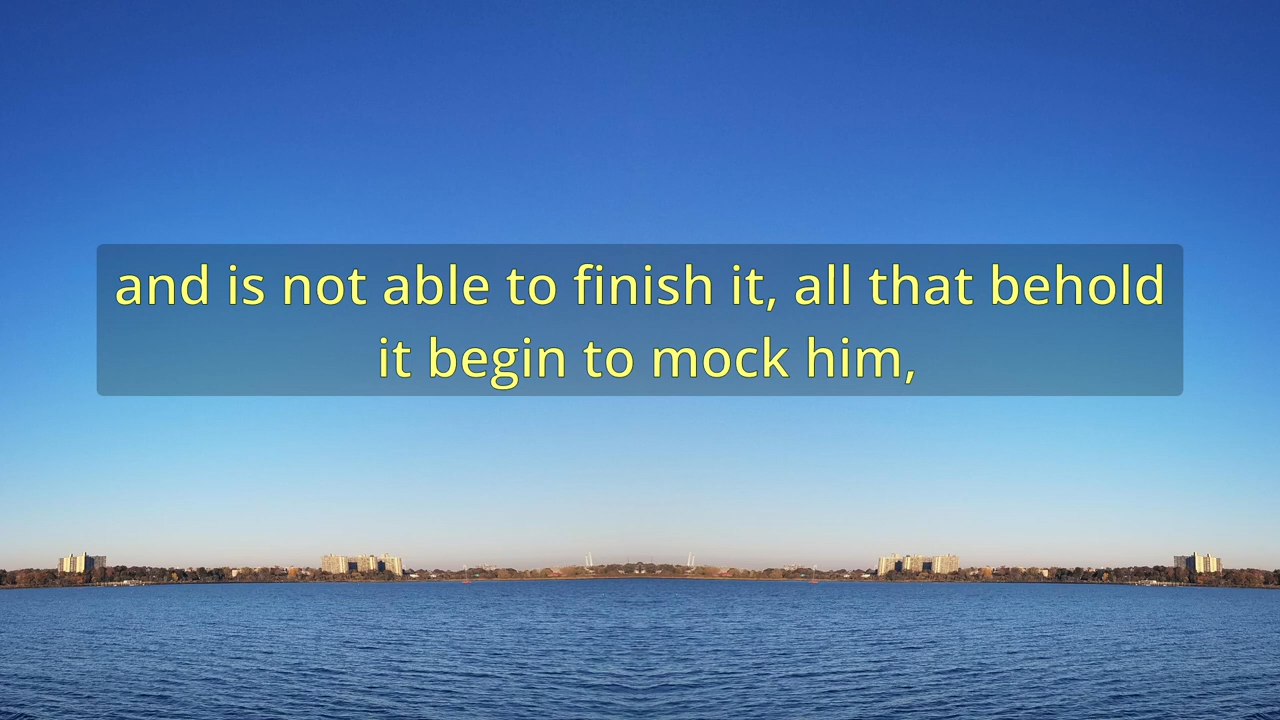 and is not able to finish it, all that behold
it begin to mock him,